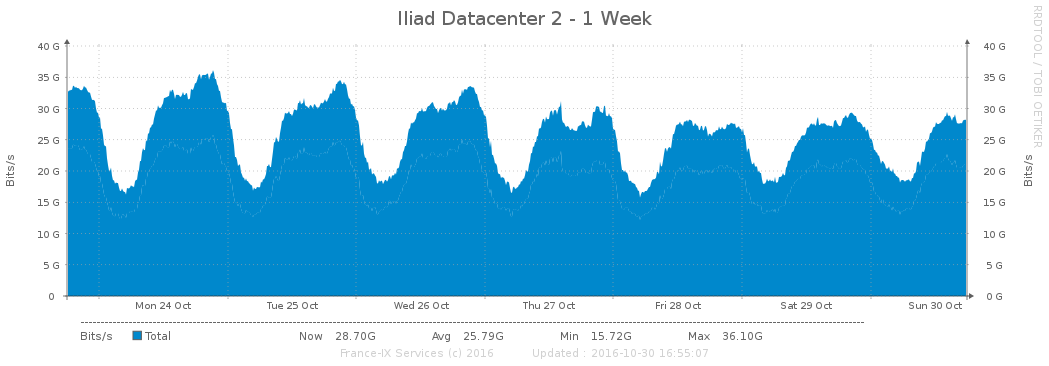 Iliad Datacenter 2 - 1 Week
RRDTOOL / TOBI OETIKER
40 G 40 G
35 G 35 G
30 G 30 G
25 G 25 G
20 G 20 G
15 G 15 G
10 G 10 G
5 G 5 G
0 0 G
Bits/s Bits/s
Mon 24 Oct Tue 25 Oct Wed 26 Oct Thu 27 Oct Fri 28 Oct Sat 29 Oct Sun 30 Oct
Bits/s Total Now 28.70G Avg 25.79G Min 15.72G Max 36.10G
France-IX Services (c) 2016 Updated : 2016-10-30 16:55:07